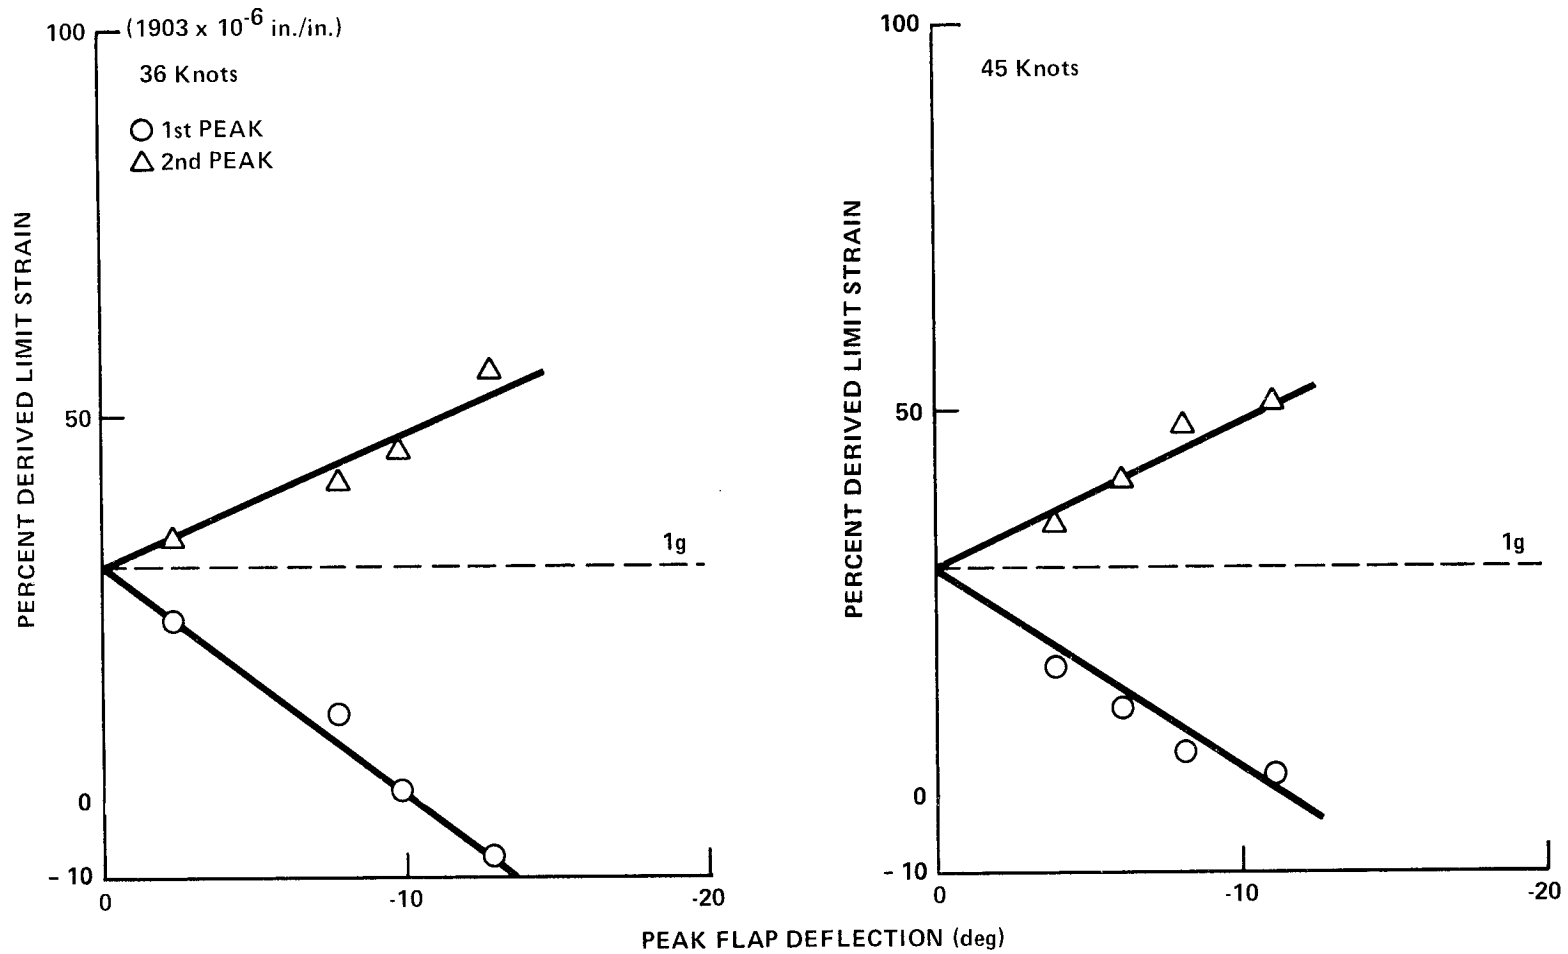 100 (1903 x 10-6 in./in.)
36 Knots
1st PEAK
2nd PEAK
PERCENT DERIVED LIMIT STRAIN
50
1g
0
- 10
0 -10 -20
100
45 Knots
PERCENT DERIVED LIMIT STRAIN
50
1g
0
- 10
0 -10 -20
PEAK FLAP DEFLECTION (deg)